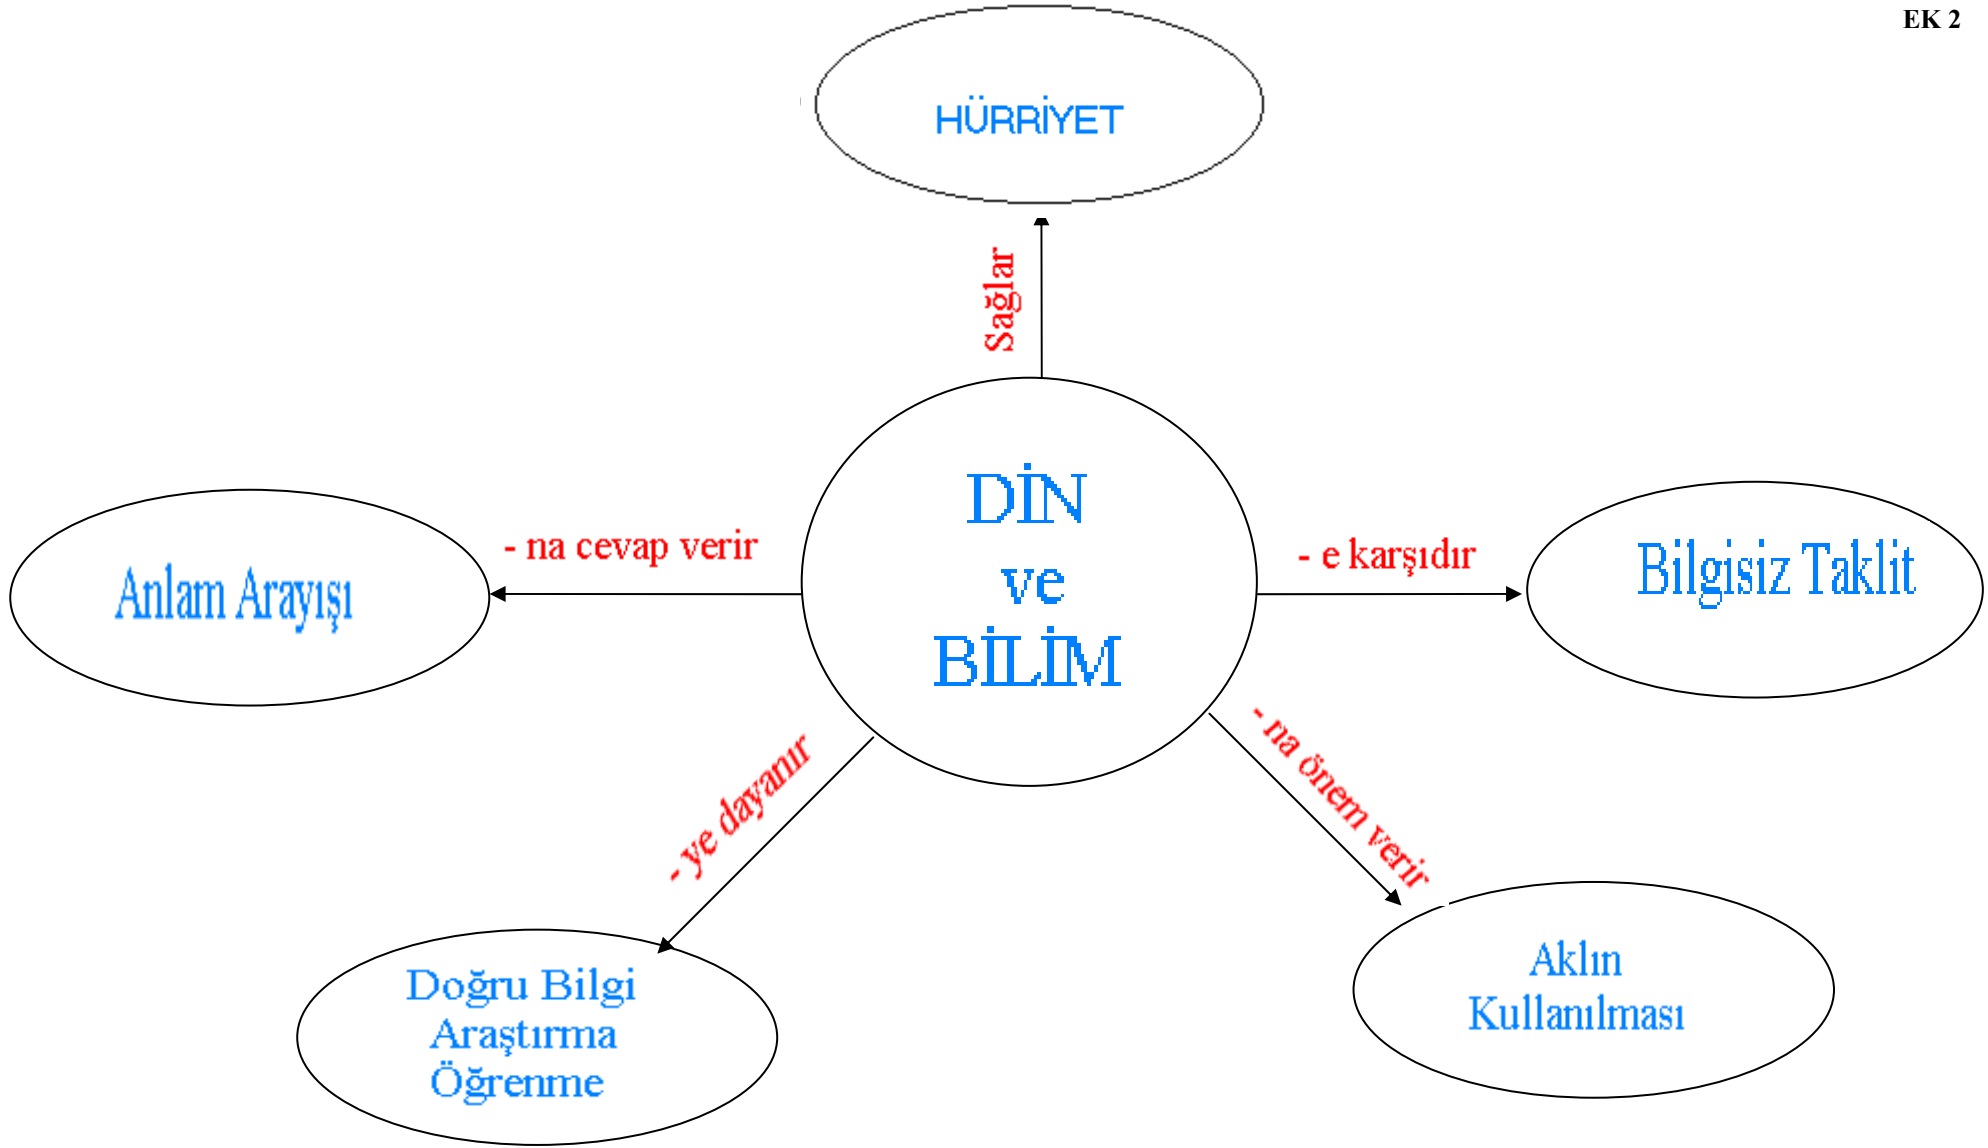 EK 2
HÜRRİYET
Sağlar
DİN
ve
BİLİM
- na cevap verir
Anlam Arayışı
- e karşıdır
Bilgisiz Taklit
- ye dayanır
Doğru Bilgi
Araştırma
Öğrenme
- na önem verir
Aklın
Kullanılması